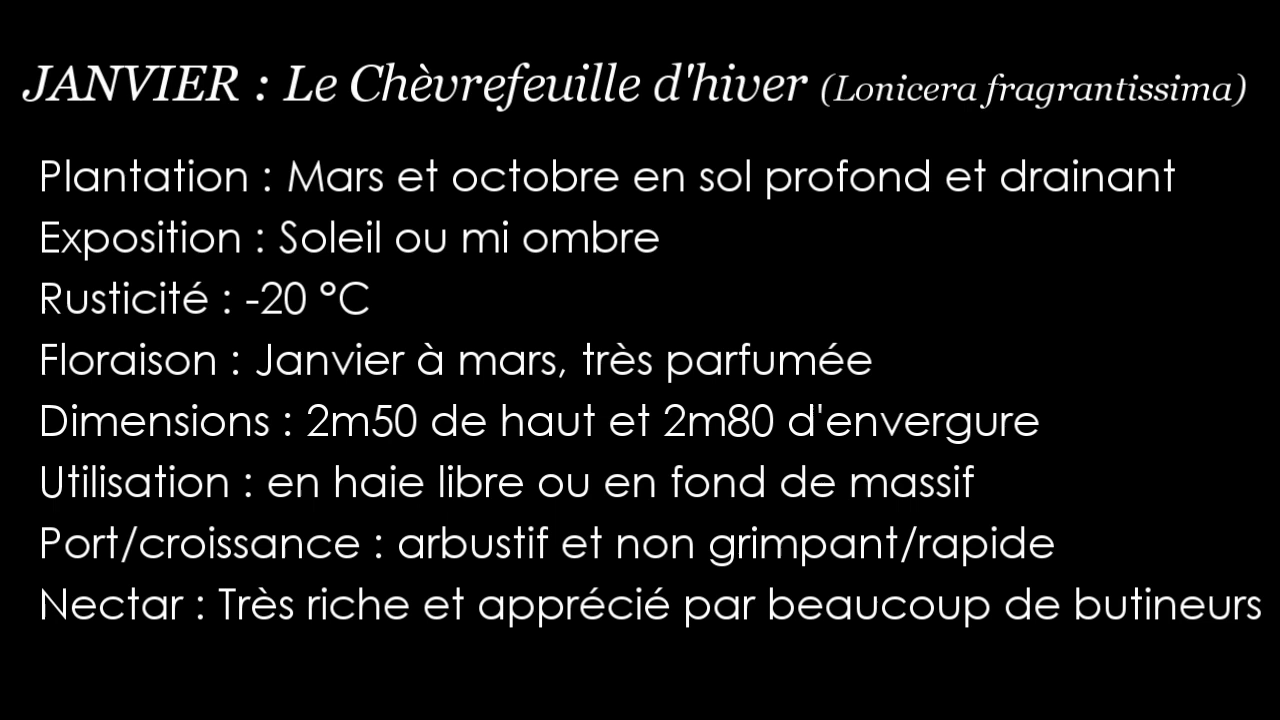 JANVIER : Le Chèvrefeuille d'hiver (Lonicera fragrantissima)
Plantation : Mars et octobre en sol profond et drainant
Exposition : Soleil ou mi ombre
Rusticité : -20 °C
Floraison : Janvier à mars, très parfumée
Dimensions : 2m50 de haut et 2m80 d'envergure
Utilisation : en haie libre ou en fond de massif
Port/croissance : arbustif et non grimpant/rapide
Nectar : Très riche et apprécié par beaucoup de butineurs